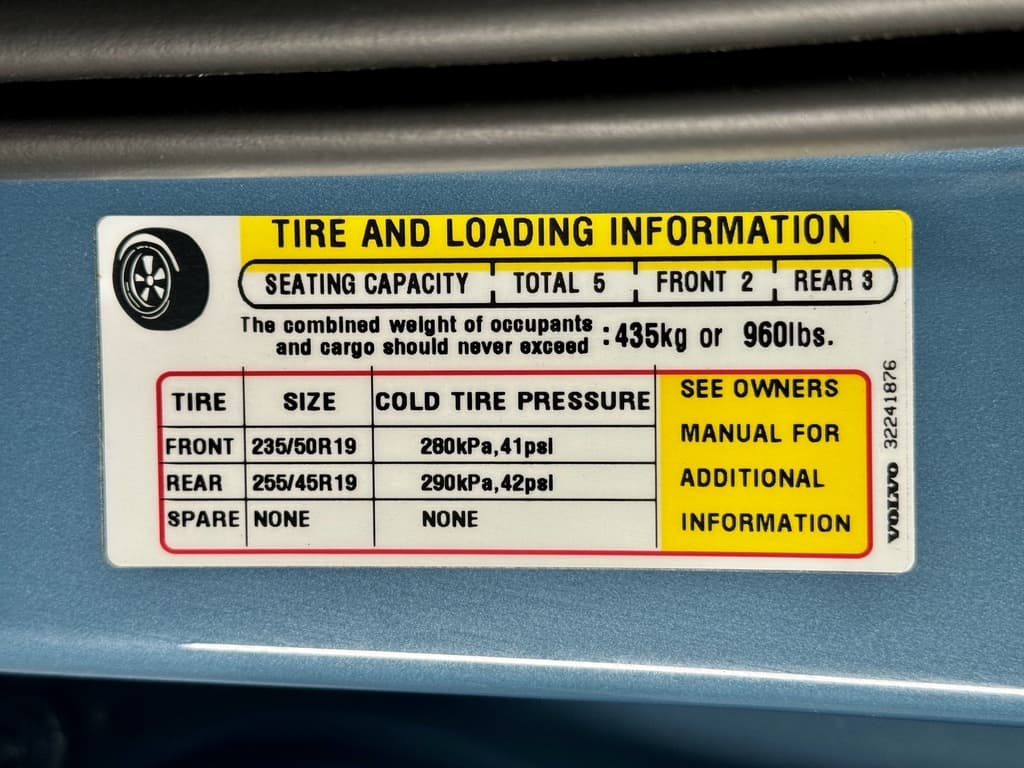 TIRE AND LOADING INFORMATION
SEATING CAPACITY TOTAL 5 FRONT 2 REAR 3
The combined weight of occupants
and cargo should never exceed :435kg or 960lbs.
TIRE SIZE COLD TIRE PRESSURE
FRONT 235/50R19 280kPa,41psi
REAR 255/45R19 290kPa,42psi
SPARE NONE NONE
SEE OWNERS
MANUAL FOR
ADDITIONAL
INFORMATION
VOLVO 32241876